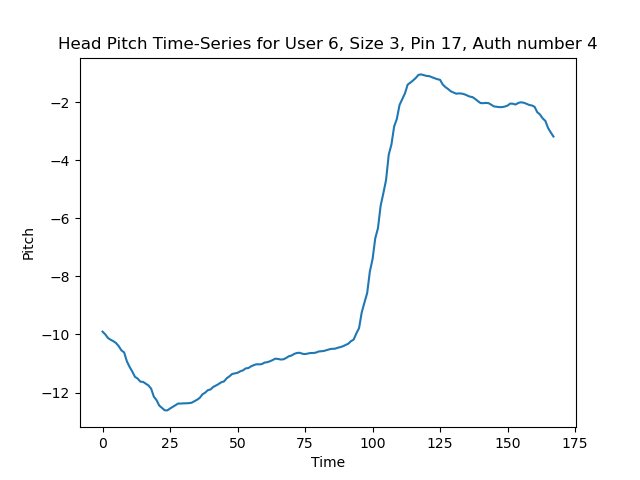 Head Pitch Time-Series for User 6, Size 3, Pin 17, Auth number 4
−2
−4
−6
−8
−10
−12
Pitch
0 25 50 75 100 125 150 175
Time